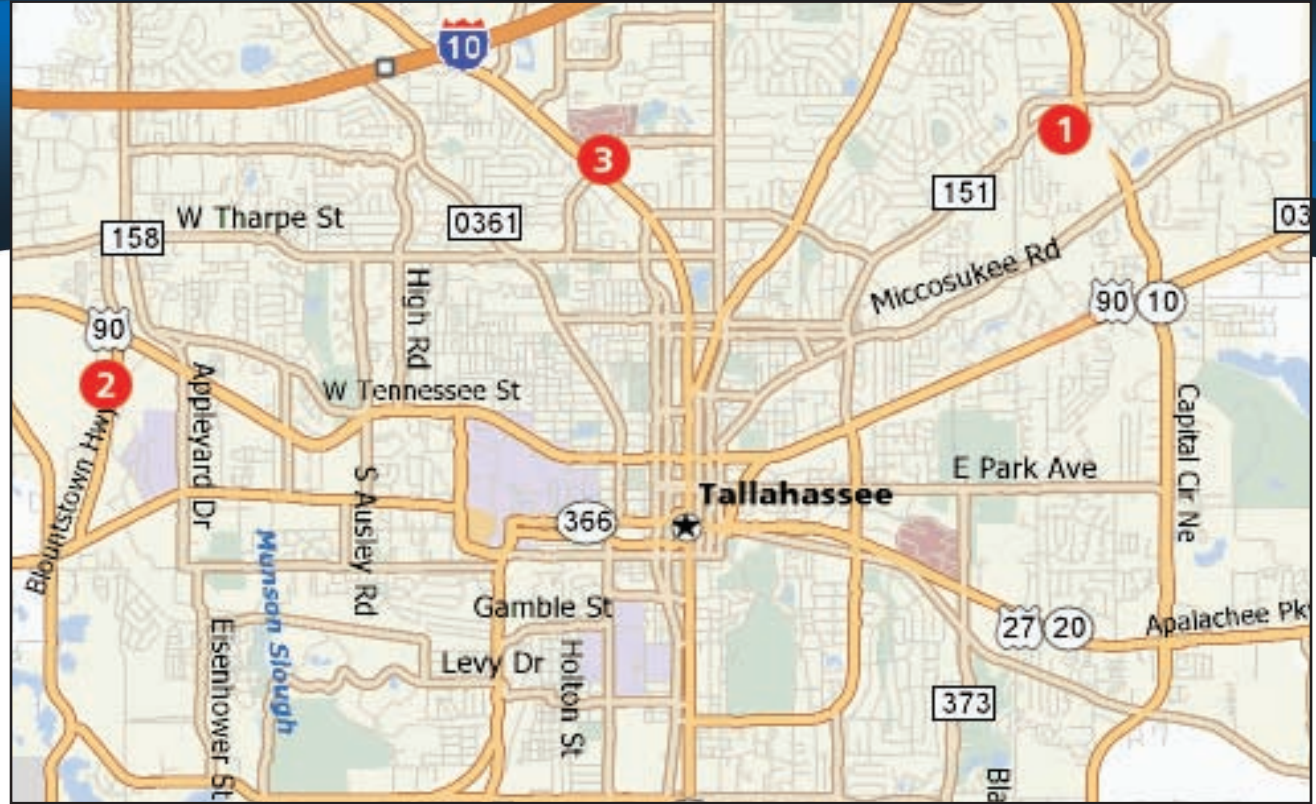 10
3
1
151
W Tharpe St
0361
158
03
High Rd
Miccosukee Rd
90
90
10
2
W Tennessee St
Appleyard Dr
Capital Cir Ne
Blountstown Hwy
E Park Ave
S Ausley Rd
Tallahassee
366
Munson Slough
Gamble St
27
20
Apalachee Pk
Eisenhower St
Levy Dr
Holton St
373
Bla